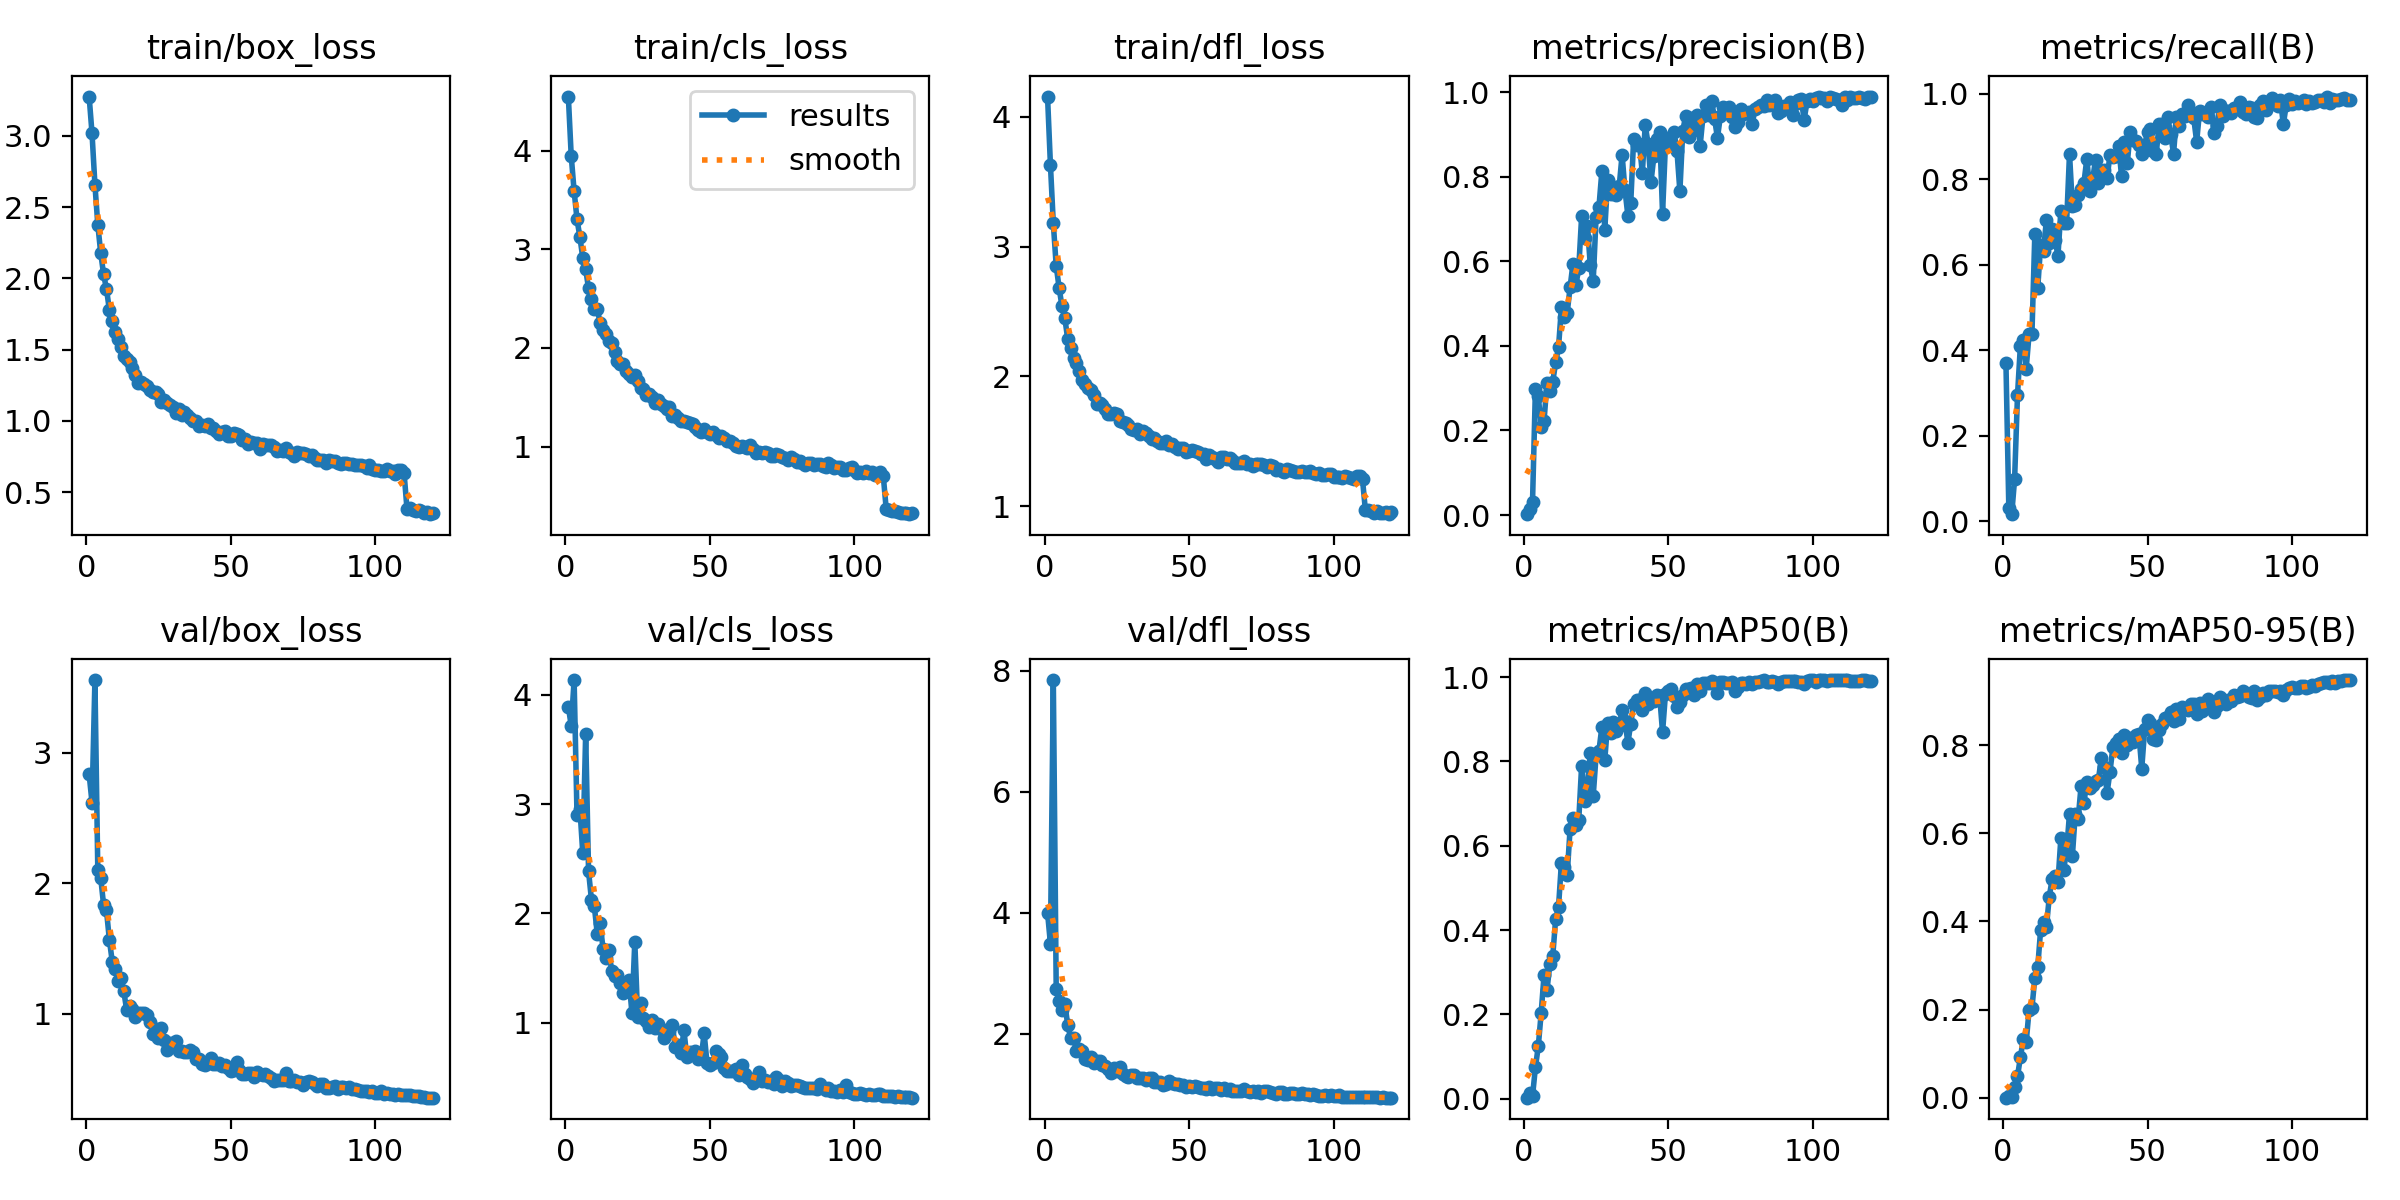 train/box_loss
3.0
2.5
2.0
1.5
1.0
0.5
0 50 100
train/cls_loss
results
smooth
4
3
2
1
0 50 100
train/dfl_loss
4
3
2
1
0 50 100
metrics/precision(B)
1.0
0.8
0.6
0.4
0.2
0.0
0 50 100
metrics/recall(B)
1.0
0.8
0.6
0.4
0.2
0.0
0 50 100
val/box_loss
3
2
1
0 50 100
val/cls_loss
4
3
2
1
0 50 100
val/dfl_loss
8
6
4
2
0 50 100
metrics/mAP50(B)
1.0
0.8
0.6
0.4
0.2
0.0
0 50 100
metrics/mAP50-95(B)
0.8
0.6
0.4
0.2
0.0
0 50 100